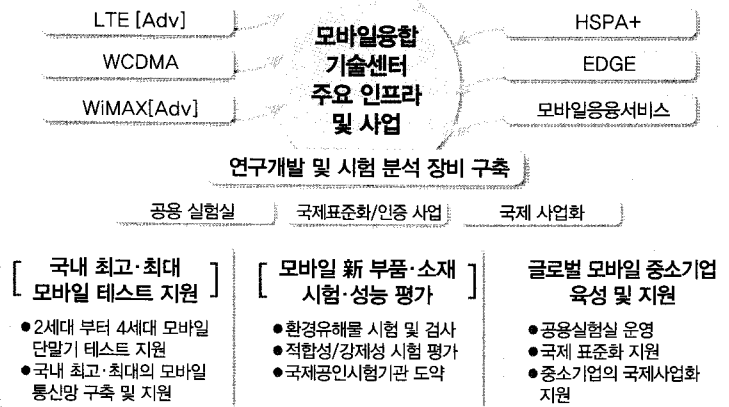 LTE [Adv]
WCDMA
WiMAX[Adv]
모바일융합
기술센터
주요 인프라
및 사업
HSPA+
EDGE
모바일응용서비스
연구개발 및 시험 분석 장비 구축
공용 실험실
국제표준화/인증 사업
국제 사업화
[ 국내 최고·최대
모바일 테스트 지원 ]
●2세대 부터 4세대 모바일
단말기 테스트 지원
●국내 최고·최대의 모바일
통신망 구축 및 지원
[ 모바일 新 부품·소재
시험·성능 평가 ]
●환경유해물 시험 및 검사
●적합성/강제성 시험 평가
●국제공인시험기관 도약
글로벌 모바일 중소기업
육성 및 지원
●공용실험실 운영
●국제 표준화 지원
●중소기업의 국제사업화
지원